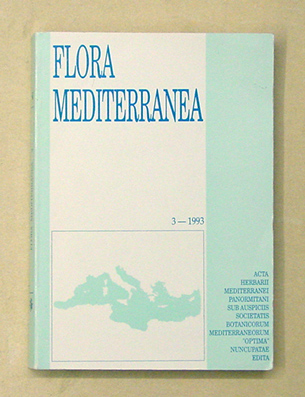 FLORA
MEDITERRANEA
3 — 1993
ACTA
HERBARII
MEDITERRANEI
PANORMITANI
SUB AUSPICIIS
SOCIETATIS
BOTANICORUM
MEDITERRANEORUM
"OPTIMA"
NUNCUPATAE
EDITA